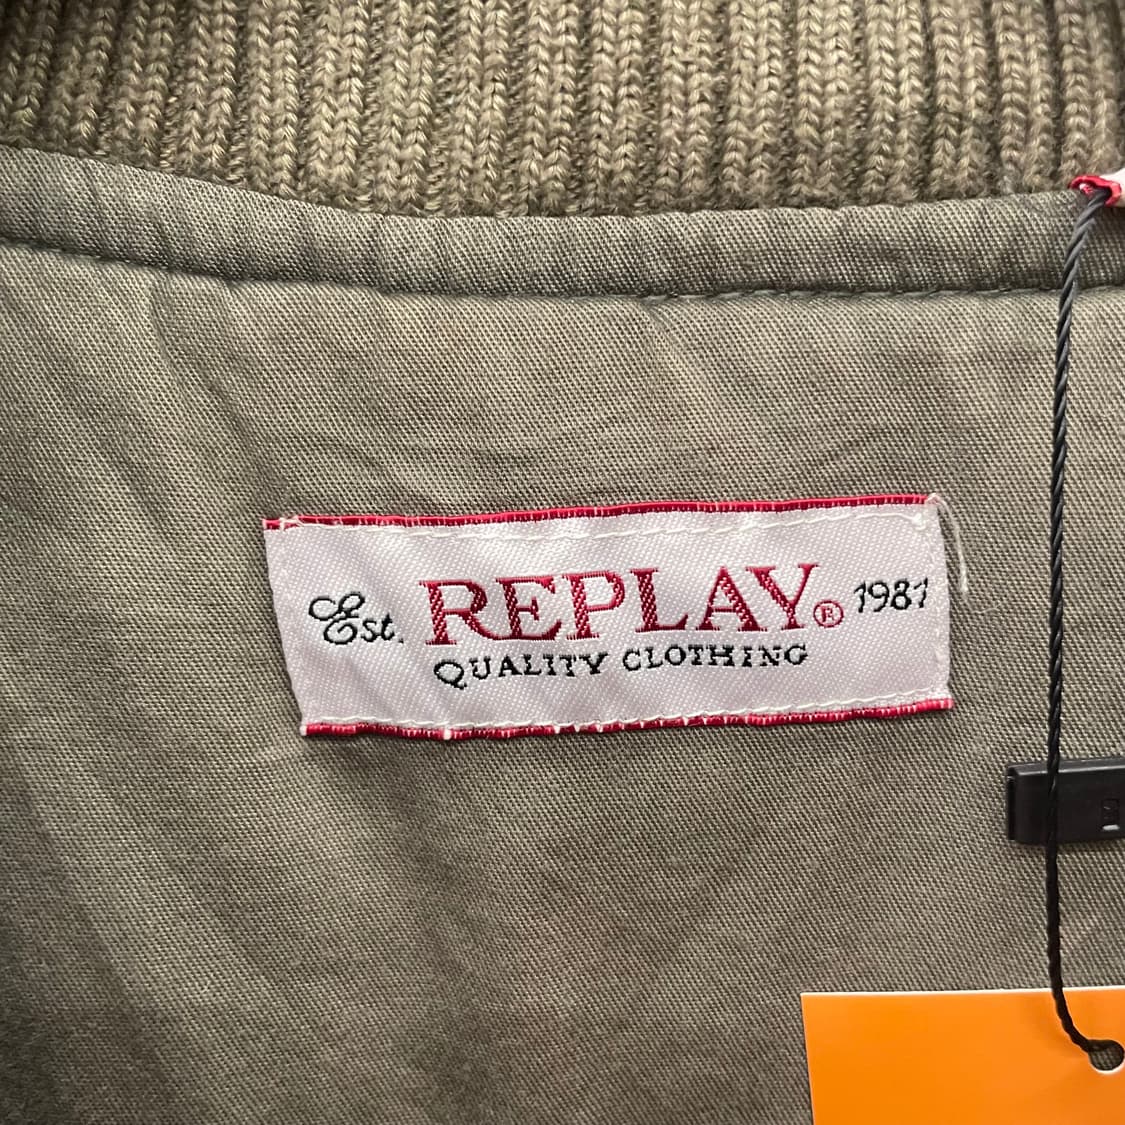 Est. REPLAY® 1981
QUALITY CLOTHING